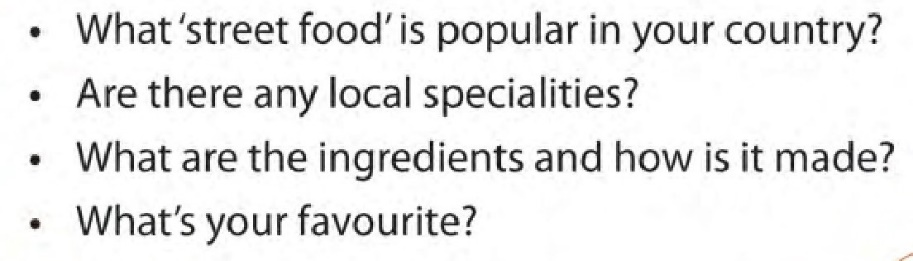 • What 'street food' is popular in your country?
• Are there any local specialities?
• What are the ingredients and how is it made?
• What's your favourite?